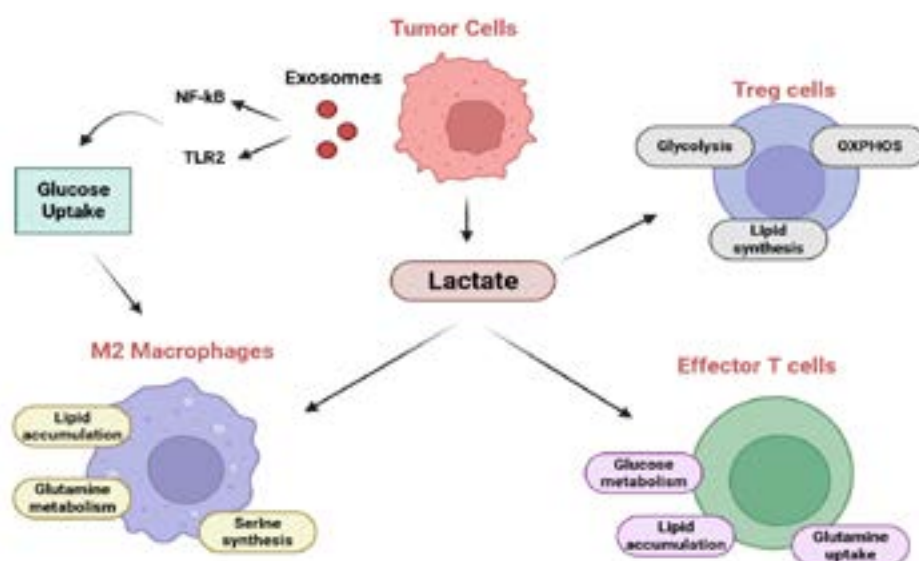 Tumor Cells
Exosomes
NF-kB
TLR2
Glucose
Uptake
Treg cells
Glycolysis
OXPHOS
Lipid
synthesis
Lactate
M2 Macrophages
Lipid
accumulation
Glutamine
metabolism
Serine
synthesis
Effector T cells
Glucose
metabolism
Lipid
accumulation
Glutamine
uptake